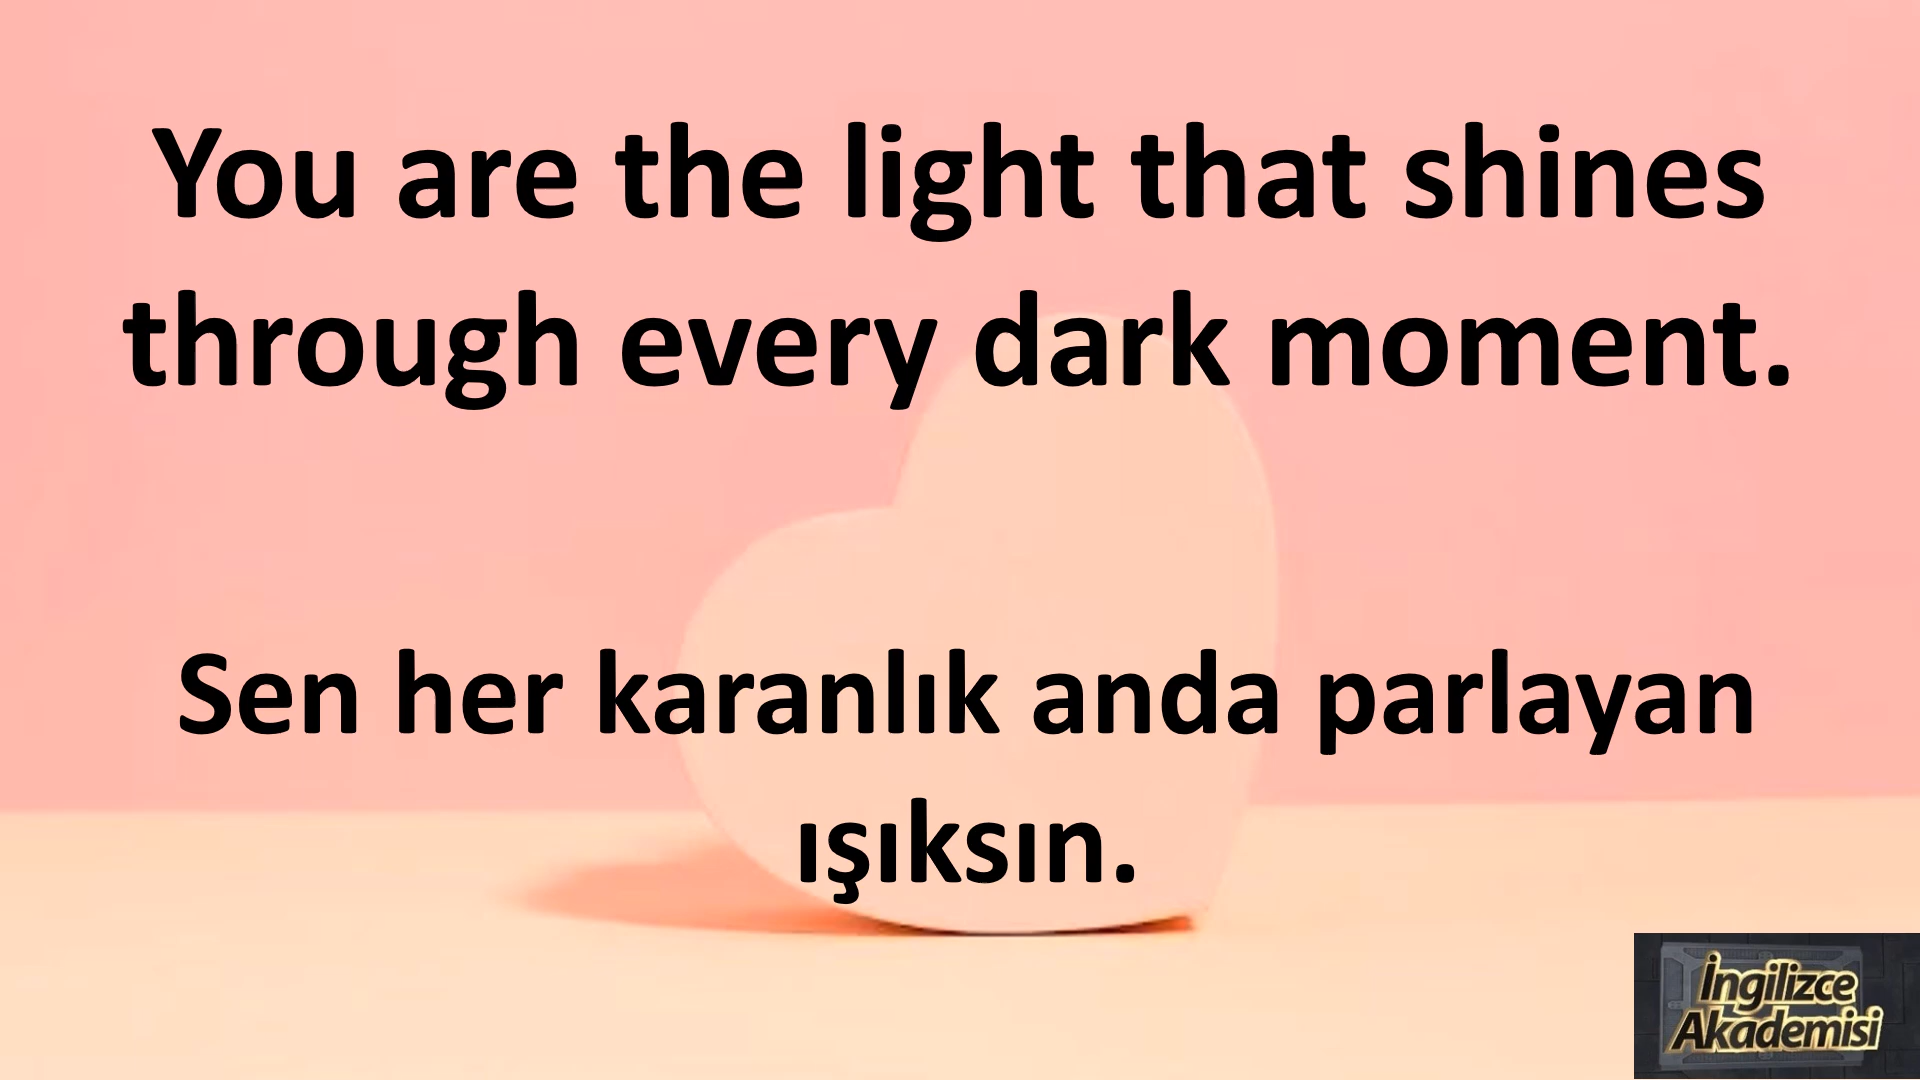 You are the light that shines
through every dark moment.
Sen her karanlık anda parlayan
ışıksın.
İngilizce
Akademisi